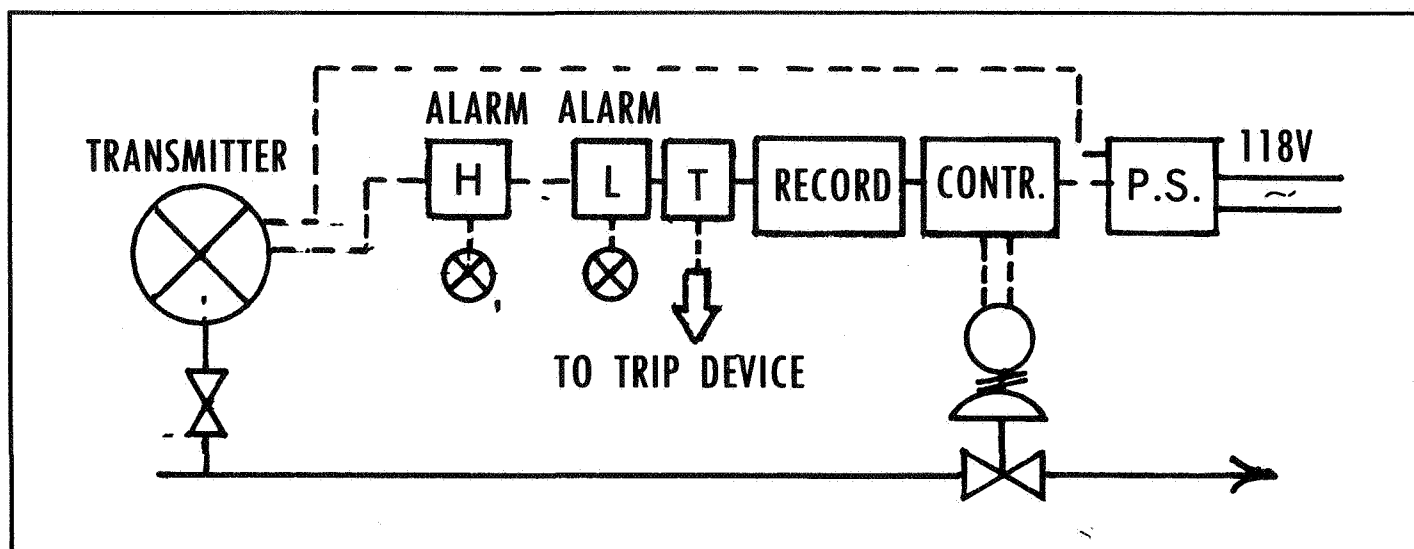 ALARM ALARM
TRANSMITTER
118V
H L T RECORD CONTR. P.S.
~
TO TRIP DEVICE